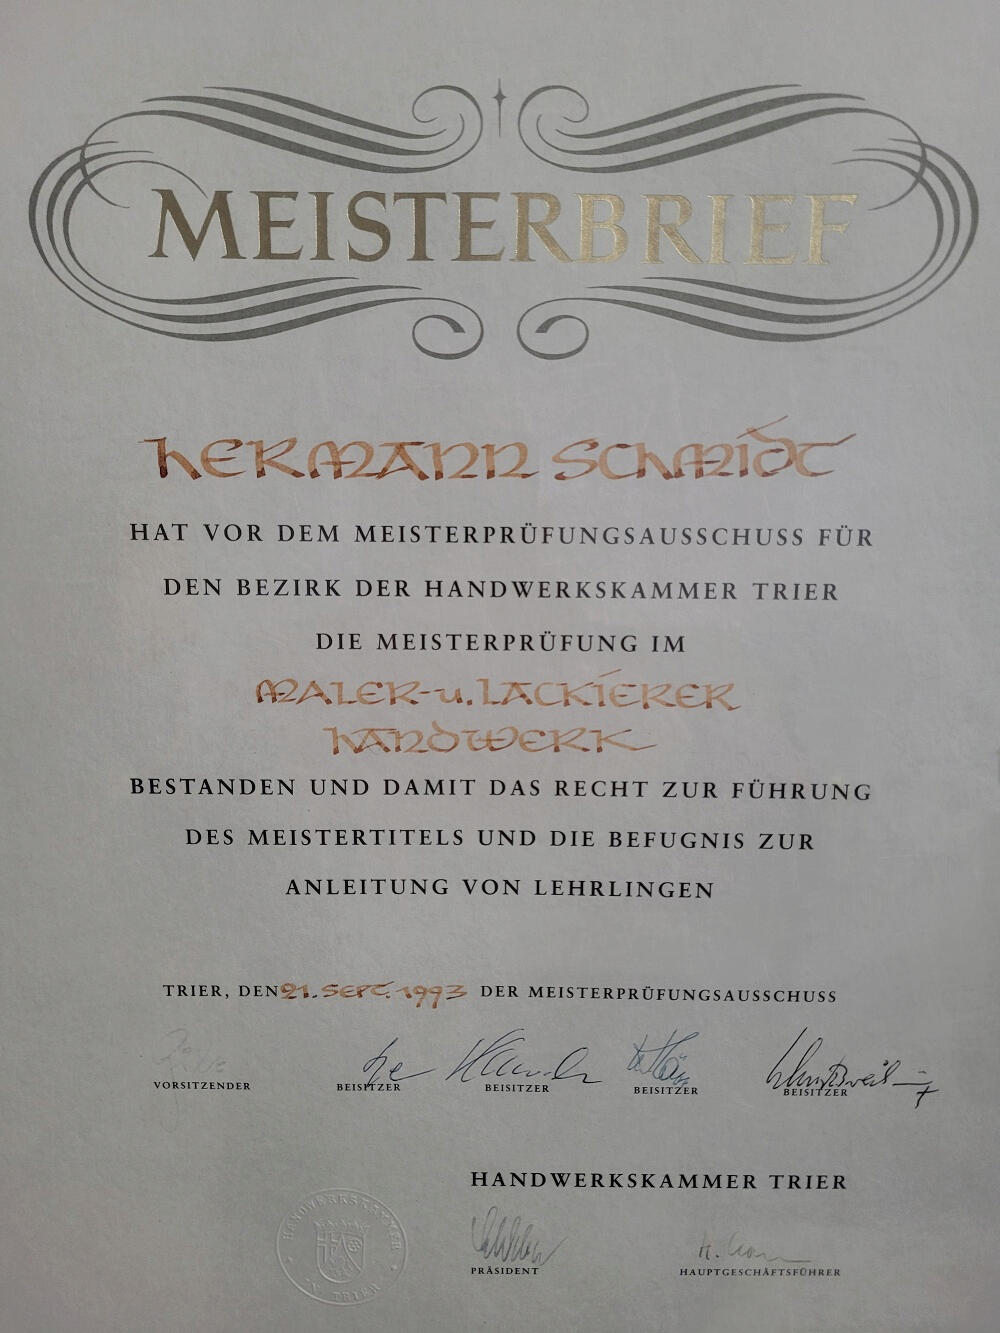 MEISTERBRIEF
HERMANN SCHMIDT
HAT VOR DEM MEISTERPRÜFUNGSAUSSCHUSS FÜR
DEN BEZIRK DER HANDWERKSKAMMER TRIER
DIE MEISTERPRÜFUNG IM
MALER-U. LACKIERER
HANDWERK
BESTANDEN UND DAMIT DAS RECHT ZUR FÜHRUNG
DES MEISTERTITELS UND DIE BEFUGNIS ZUR
ANLEITUNG VON LEHRLINGEN
TRIER, DEN 21. SEPT. 1993 DER MEISTERPRÜFUNGSAUSSCHUSS
VORSITZENDER BEISITZER BEISITZER BEISITZER BEISITZER
HANDWERKSKAMMER TRIER
HANDWERKSKAMMER
TRIER
PRÄSIDENT HAUPTGESCHÄFTSFÜHRER